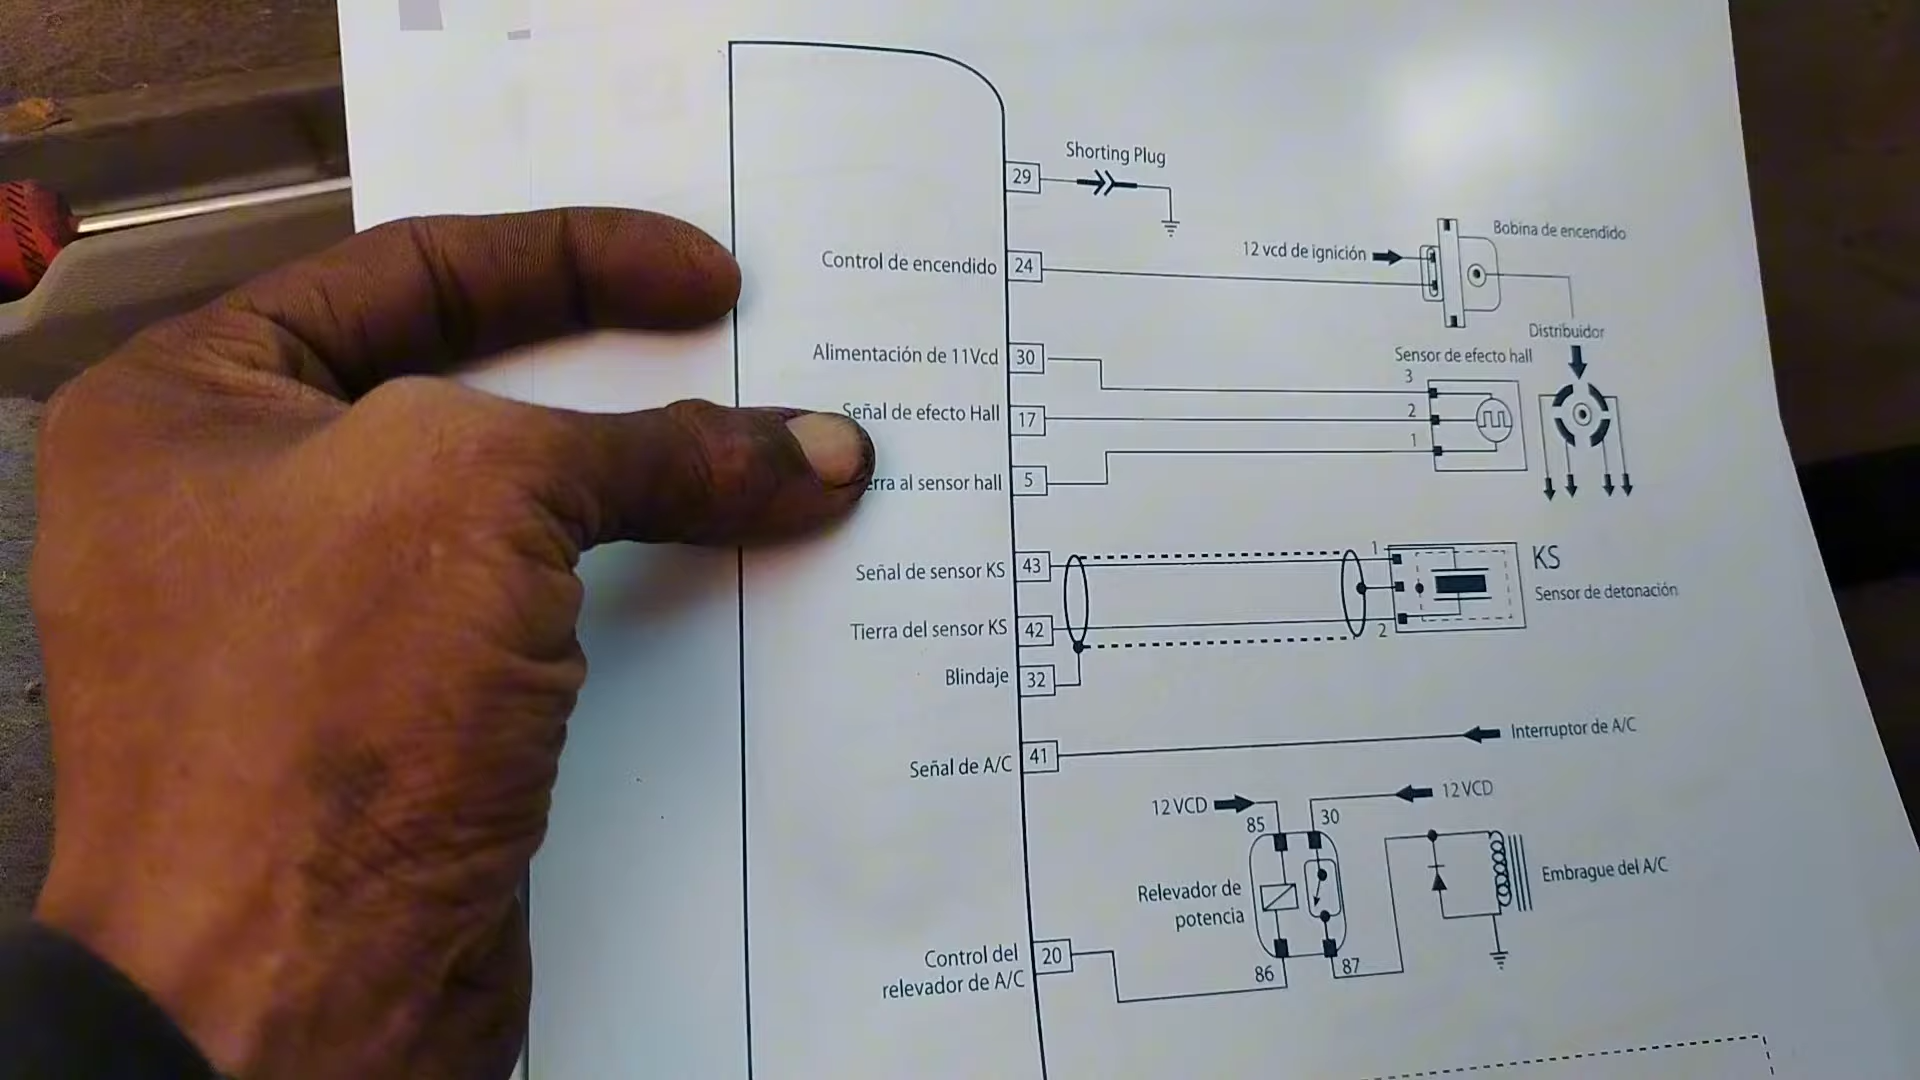 Shorting Plug
29
Bobina de encendido
12 vcd de ignición
Control de encendido 24
Distribuidor
Alimentación de 11Vcd 30
Sensor de efecto hall
3
Señal de efecto Hall 17
2
1
al sensor hall 5
Señal de sensor KS 43
1
KS
Sensor de detonación
Tierra del sensor KS 42
2
Blindaje 32
Señal de A/C 41
Interruptor de A/C
12 VCD
12 VCD
85
30
Relevador de
potencia
Embrague del A/C
Control del
relevador de A/C
20
86
87